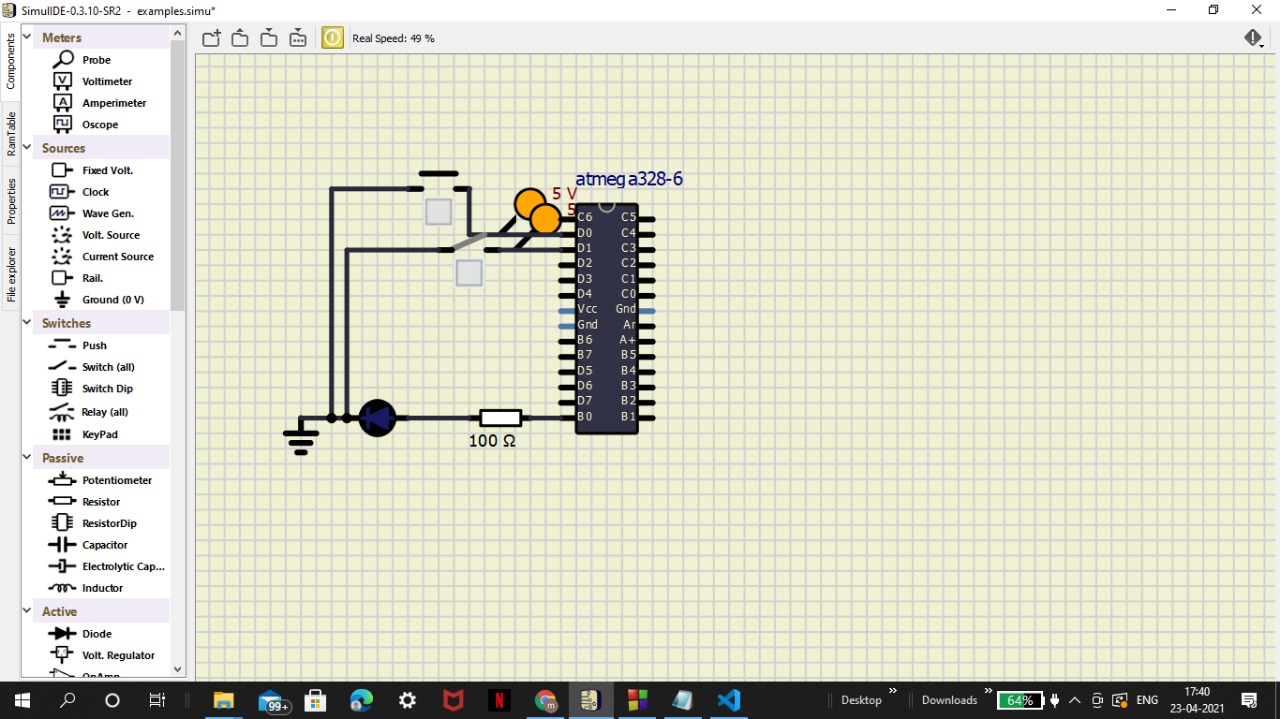 SimulIDE-0.3.10-SR2 - examples.simu*
Components
RamTable
Properties
File explorer
Meters
Probe
Voltmeter
Amperimeter
Oscope
Sources
Fixed Volt.
Clock
Wave Gen.
Volt. Source
Current Source
Rail.
Ground (0 V)
Switches
Push
Switch (all)
Switch Dip
Relay (all)
KeyPad
Passive
Potentiometer
Resistor
ResistorDip
Capacitor
Electrolytic Cap...
Inductor
Active
Diode
Volt. Regulator
OpAmp
Real Speed: 49 %
atmega328-6
5 V
5
C6 C5
D0 C4
D1 C3
D2 C2
D3 C1
D4 C0
Vcc Gnd
Gnd Ar
B6 A+
B7 B5
D5 B4
D6 B3
D7 B2
B0 B1
100 Ω
99+
N
m
Desktop
»
Downloads
»
64%
ENG
17:40
23-04-2021